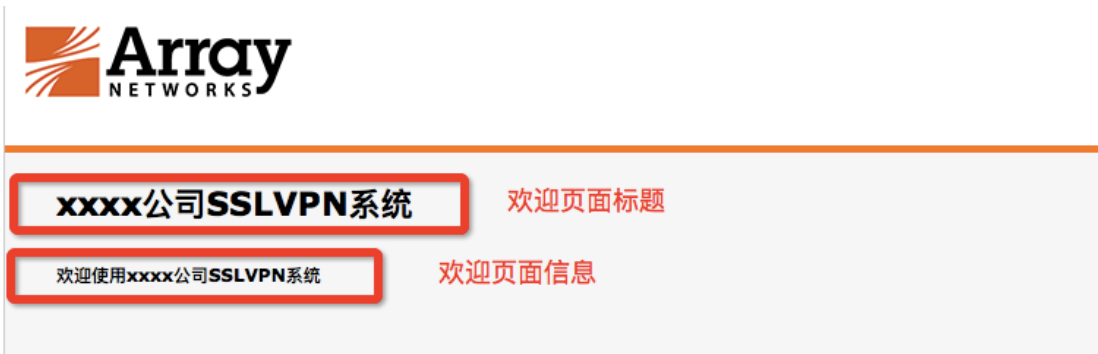 Array
NETWORKS
xxxx公司SSLVPN系统 欢迎页面标题
欢迎使用xxxx公司SSLVPN系统 欢迎页面信息